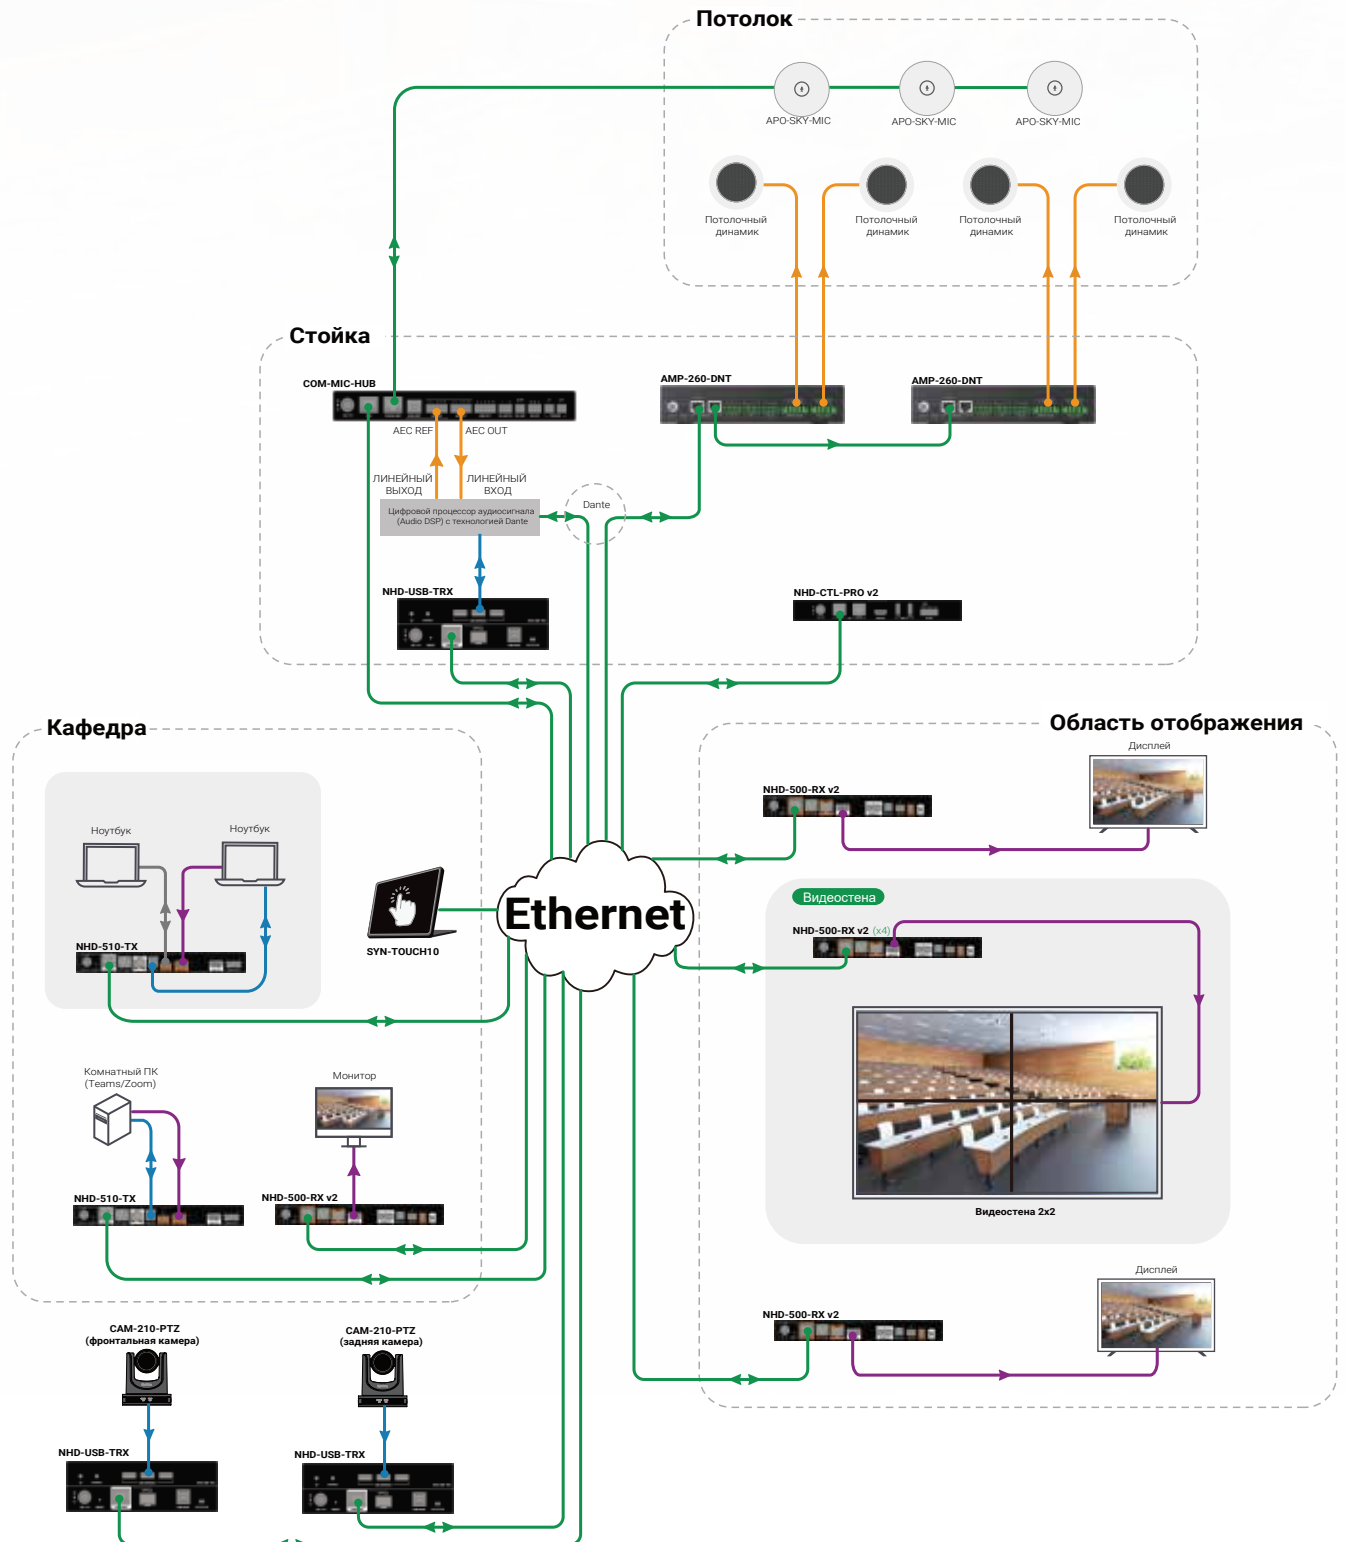 Потолок
APO-SKY-MIC
APO-SKY-MIC
APO-SKY-MIC
Потолочный
динамик
Потолочный
динамик
Потолочный
динамик
Потолочный
динамик
Стойка
COM-MIC-HUB
AMP-260-DNT
AMP-260-DNT
AEC REF
AEC OUT
ЛИНЕЙНЫЙ
ВЫХОД
ЛИНЕЙНЫЙ
ВХОД
Цифровой процессор аудиосигнала
(Audio DSP) с технологией Dante
Dante
NHD-USB-TRX
NHD-CTL-PRO v2
Кафедра
Ноутбук
Ноутбук
NHD-510-TX
SYN-TOUCH10
Комнатный ПК
(Teams/Zoom)
Монитор
NHD-510-TX
NHD-500-RX v2
Ethernet
Область отображения
Дисплей
NHD-500-RX v2
Видеостена
NHD-500-RX v2 (x4)
Видеостена 2x2
Дисплей
NHD-500-RX v2
CAM-210-PTZ
(фронтальная камера)
CAM-210-PTZ
(задняя камера)
NHD-USB-TRX
NHD-USB-TRX